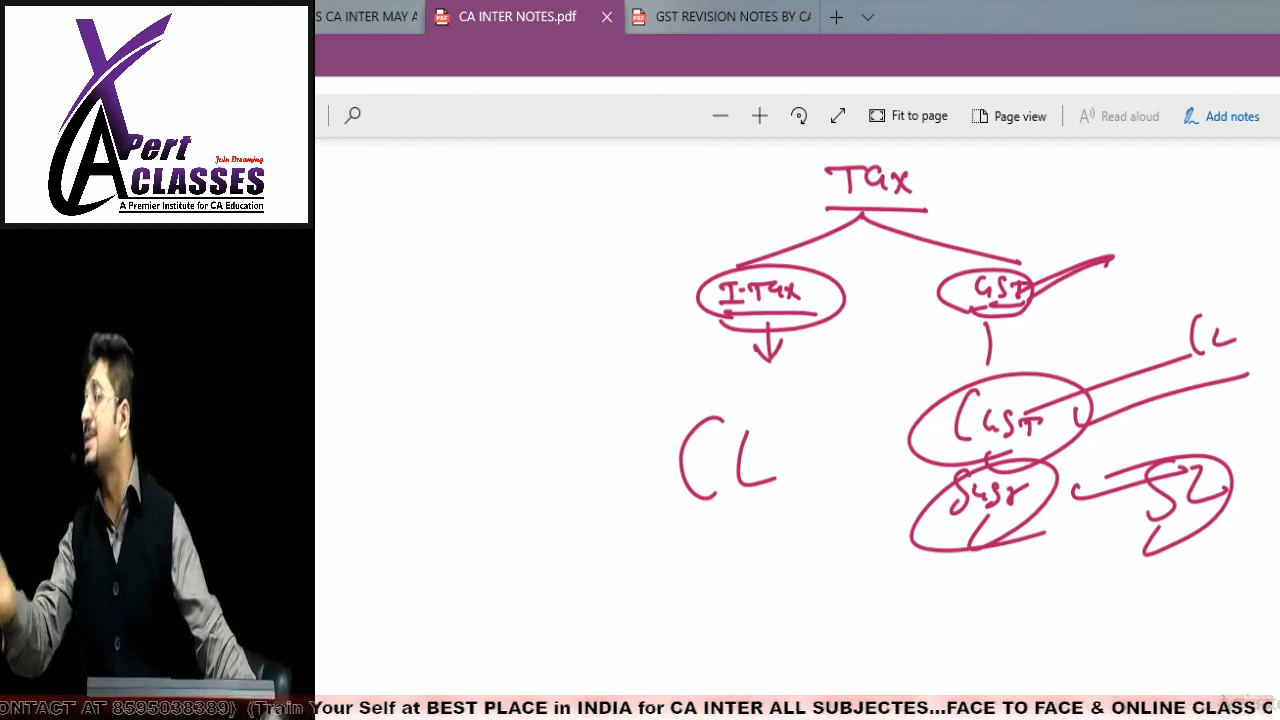 S CA INTER MAY A
CA INTER NOTES.pdf
GST REVISION NOTES BY CA
Fit to page
Page view
Read aloud
Add notes
XPert
Join Dreaming
CA CLASSES
A Premier Institute for CA Education
Tax
I-Tax
GST
CL
CGST
CL
SGST
SL
ONTACT AT 8595038389) (Train Your Self at BEST PLACE in INDIA for CA INTER ALL SUBJECTES...FACE TO FACE & ONLINE CLASS C